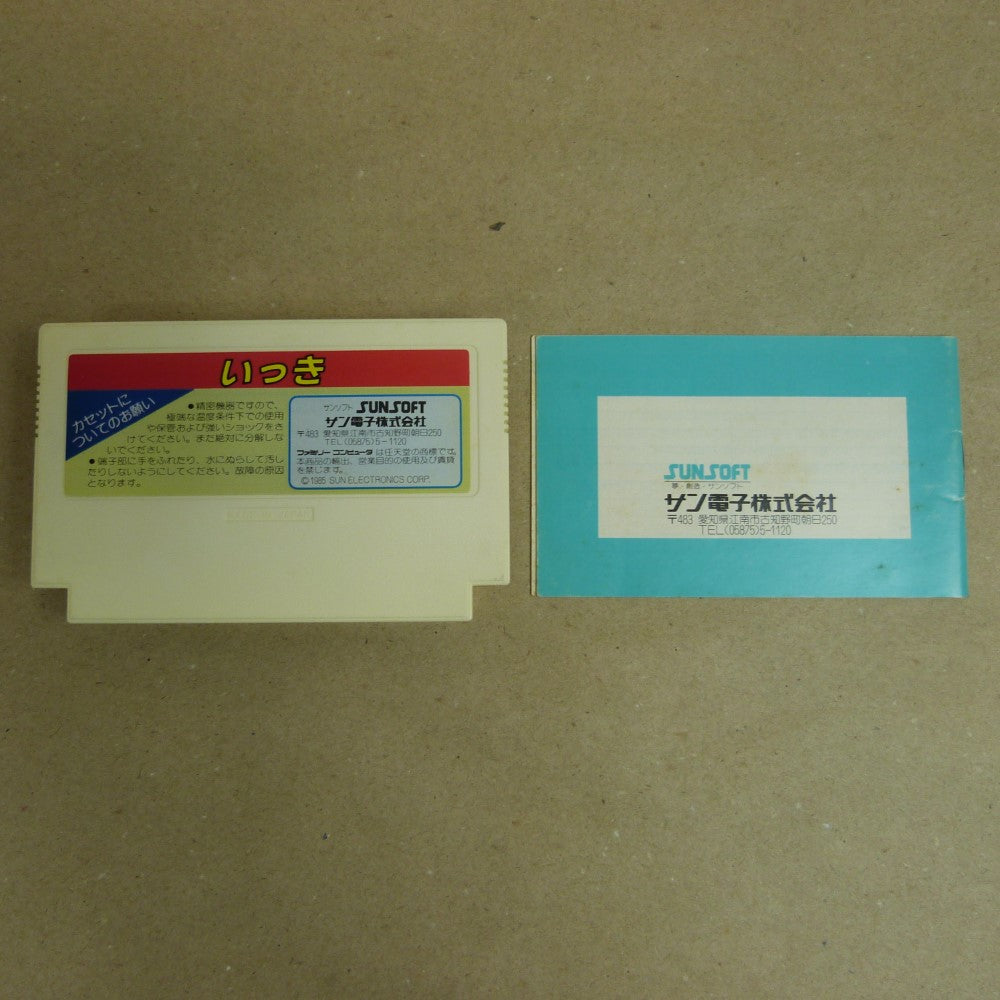 いっき
カセットに
ついてのお願い
●精密機器ですので、
極端な温度条件下での使用
や保管および強いショックをさ
けてください。また絶対に分解しな
いでください。
●端子部に手をふれたり、水にぬらして汚し
たりしないようにしてください。故障の原因
となります。
サンソフト SUNSOFT
サン電子株式会社
〒483 愛知県江南市古知野町朝日250
TEL(05875)5-1120
ファミリー コンピュータ は任天堂の商標です。
本商品の輸出、営業目的の使用及び賃貸
を禁じます。
©1985 SUN ELECTRONICS CORP.
SUNSOFT
夢・創造・サンソフト
サン電子株式会社
〒483 愛知県江南市古知野町朝日250
TEL(05875)5-1120